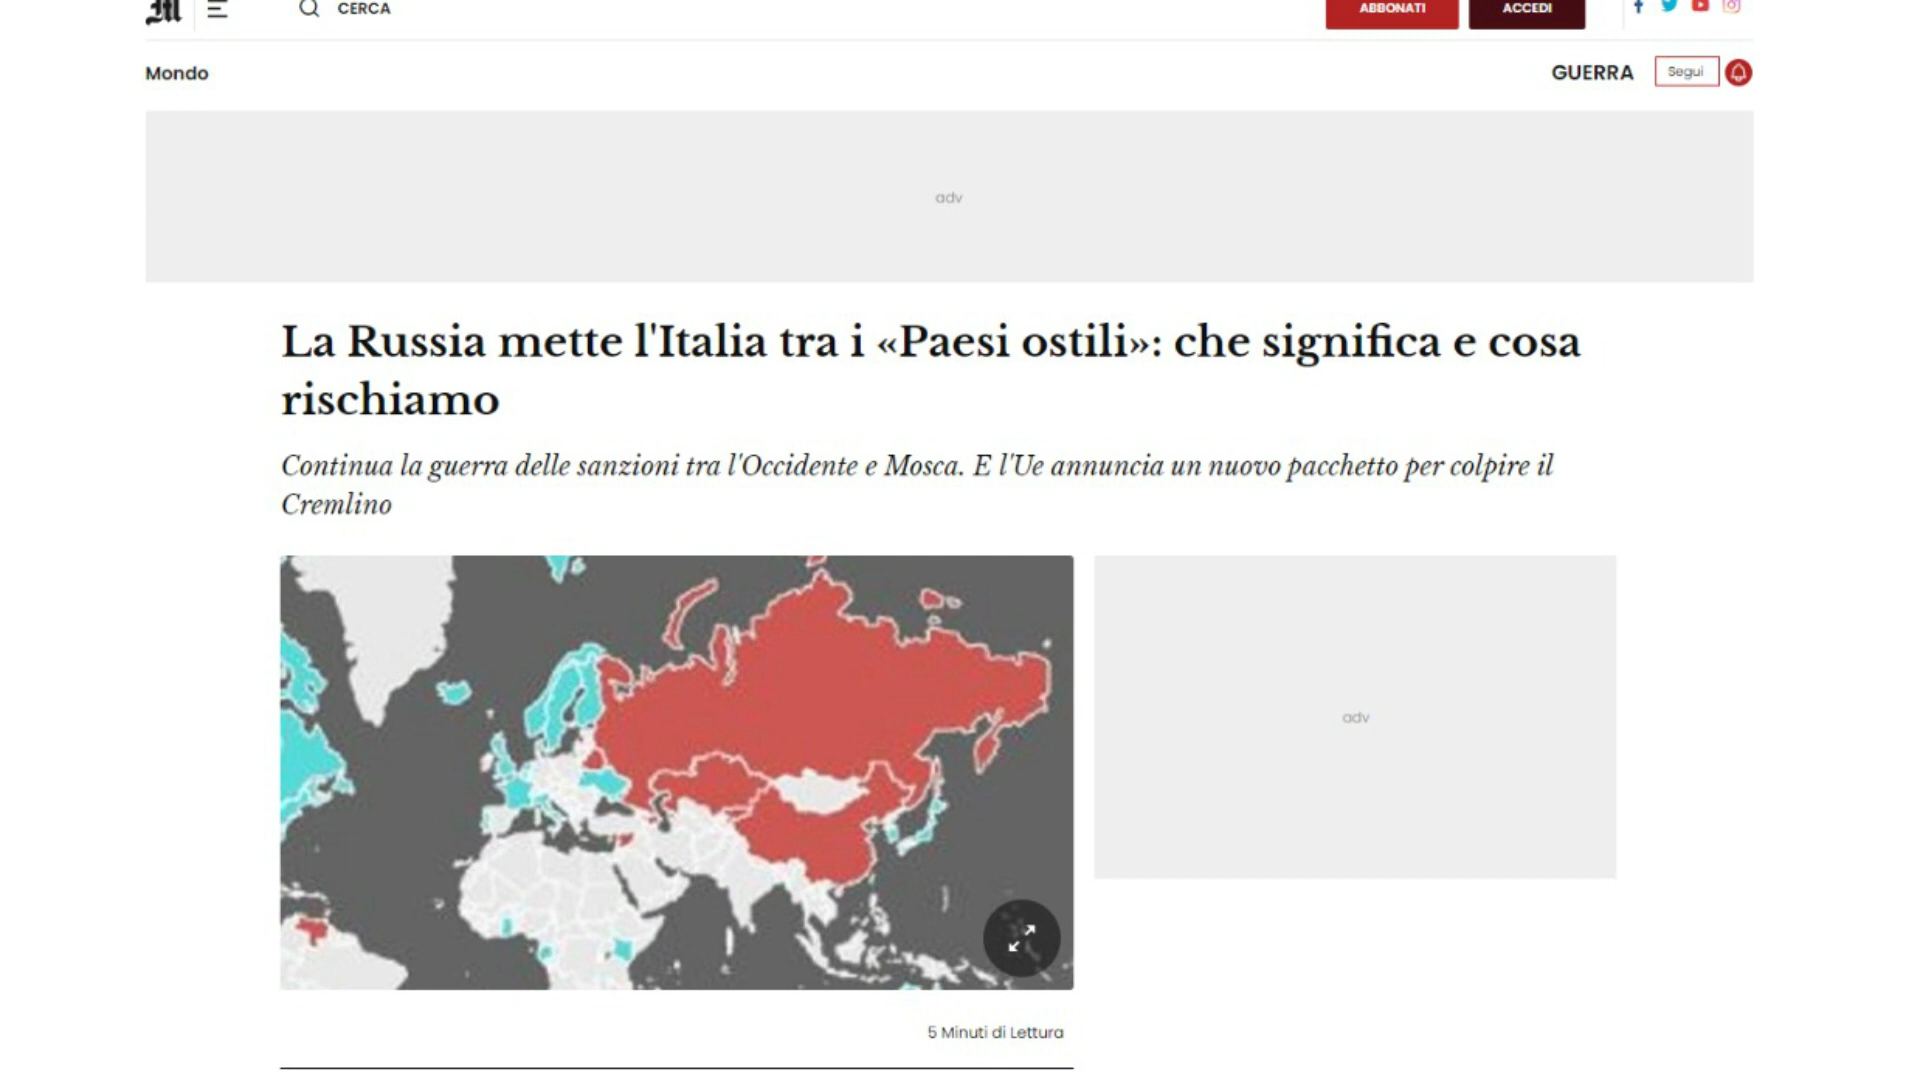 M
CERCA
ABBONATI
ACCEDI
Mondo
GUERRA
Segui
adv
La Russia mette l'Italia tra i «Paesi ostili»: che significa e cosa
rischiamo
Continua la guerra delle sanzioni tra l'Occidente e Mosca. E l'Ue annuncia un nuovo pacchetto per colpire il
Cremlino
adv
5 Minuti di Lettura